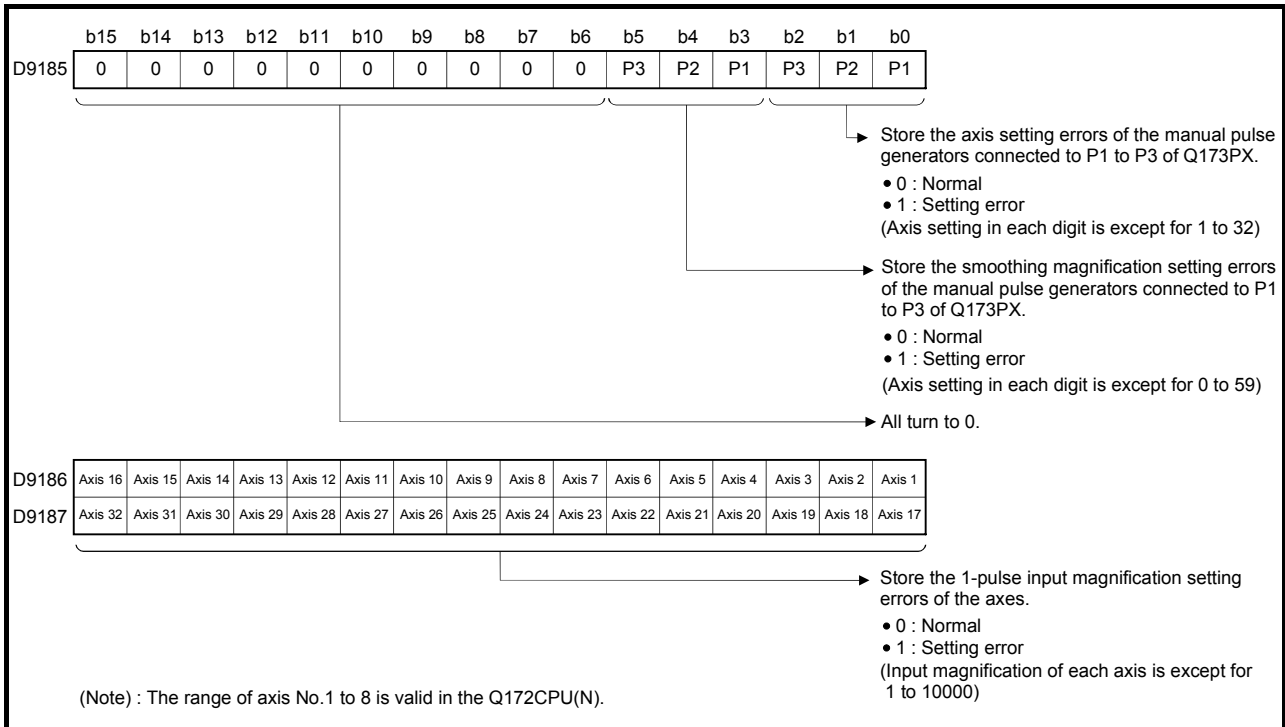 b15 b14 b13 b12 b11 b10 b9 b8 b7 b6 b5 b4 b3 b2 b1 b0
D9185 0 0 0 0 0 0 0 0 0 0 P3 P2 P1 P3 P2 P1
Store the axis setting errors of the manual pulse
generators connected to P1 to P3 of Q173PX.
• 0 : Normal
• 1 : Setting error
(Axis setting in each digit is except for 1 to 32)
Store the smoothing magnification setting errors
of the manual pulse generators connected to P1
to P3 of Q173PX.
• 0 : Normal
• 1 : Setting error
(Axis setting in each digit is except for 0 to 59)
All turn to 0.
D9186 Axis 16 Axis 15 Axis 14 Axis 13 Axis 12 Axis 11 Axis 10 Axis 9 Axis 8 Axis 7 Axis 6 Axis 5 Axis 4 Axis 3 Axis 2 Axis 1
D9187 Axis 32 Axis 31 Axis 30 Axis 29 Axis 28 Axis 27 Axis 26 Axis 25 Axis 24 Axis 23 Axis 22 Axis 21 Axis 20 Axis 19 Axis 18 Axis 17
Store the 1-pulse input magnification setting
errors of the axes.
• 0 : Normal
• 1 : Setting error
(Input magnification of each axis is except for
1 to 10000)
(Note) : The range of axis No.1 to 8 is valid in the Q172CPU(N).